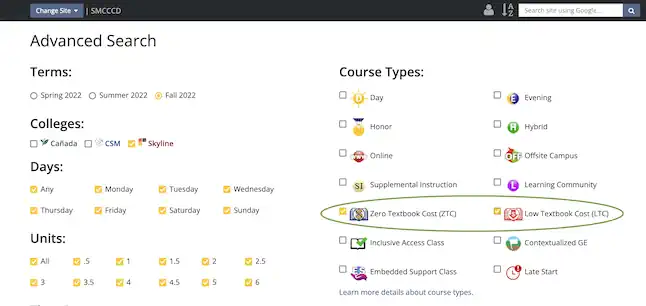 Change Site | SMCCCD
A Z
Search site using Google...
Advanced Search
Terms:
Spring 2022 Summer 2022 Fall 2022
Colleges:
Cañada CSM Skyline
Days:
Any Monday Tuesday Wednesday
Thursday Friday Saturday Sunday
Units:
All .5 1 1.5 2 2.5
3 3.5 4 4.5 5 6
Course Types:
D Day E Evening
Honor H Hybrid
Online OFF Offsite Campus
SI Supplemental Instruction L Learning Community
Zero Textbook Cost (ZTC) Low Textbook Cost (LTC)
Inclusive Access Class Contextualized GE
Embedded Support Class Late Start
Learn more details about course types.